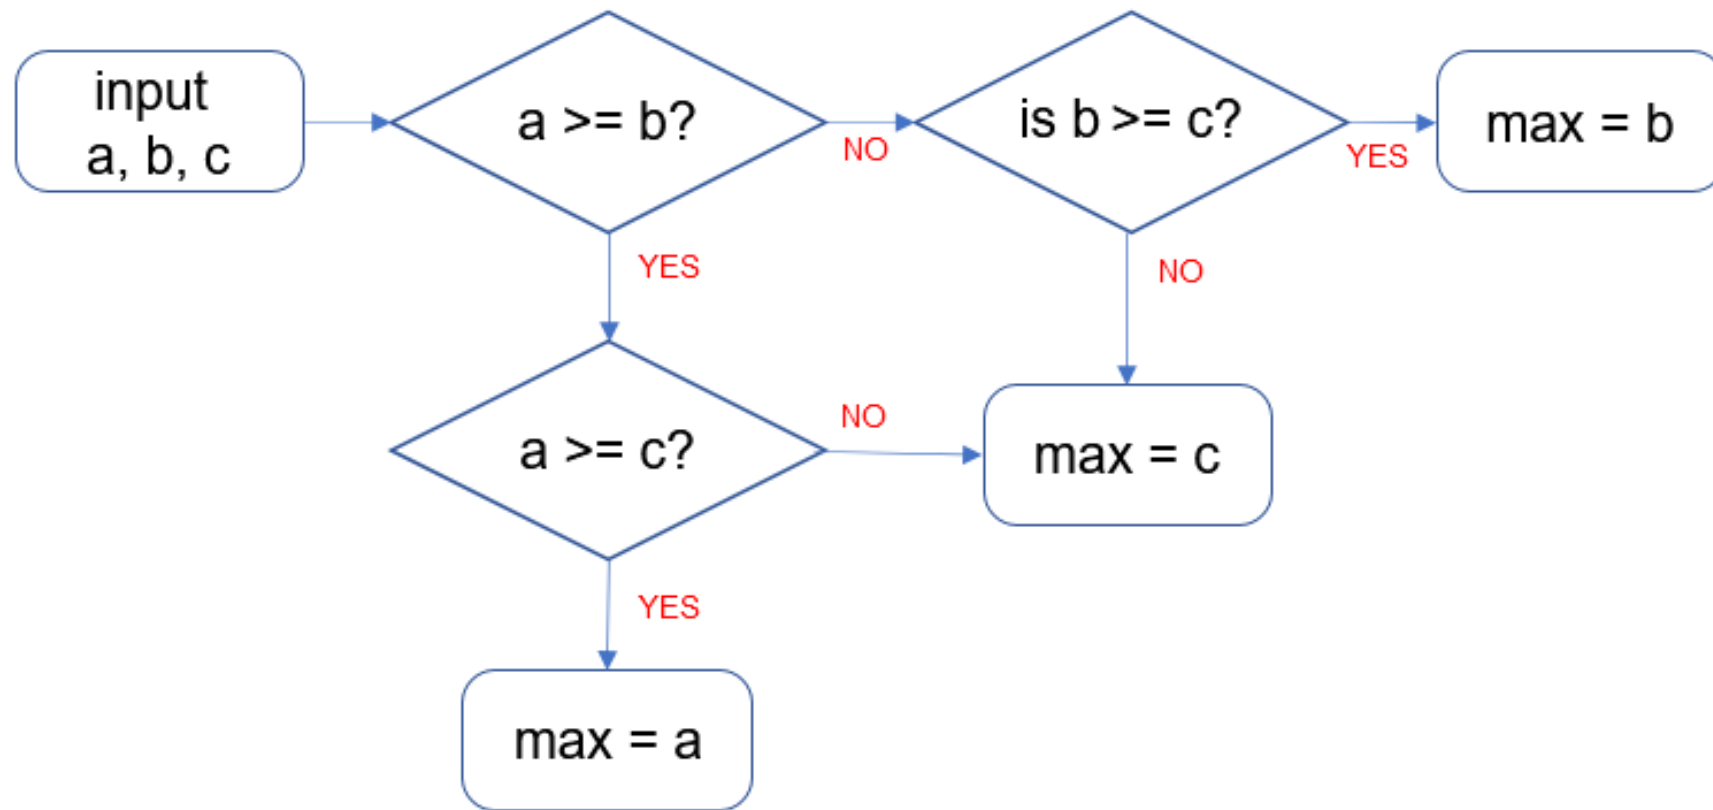 input
a, b, c
a >= b?
NO
is b >= c?
YES
max = b
YES
NO
a >= c?
NO
max = c
YES
max = a